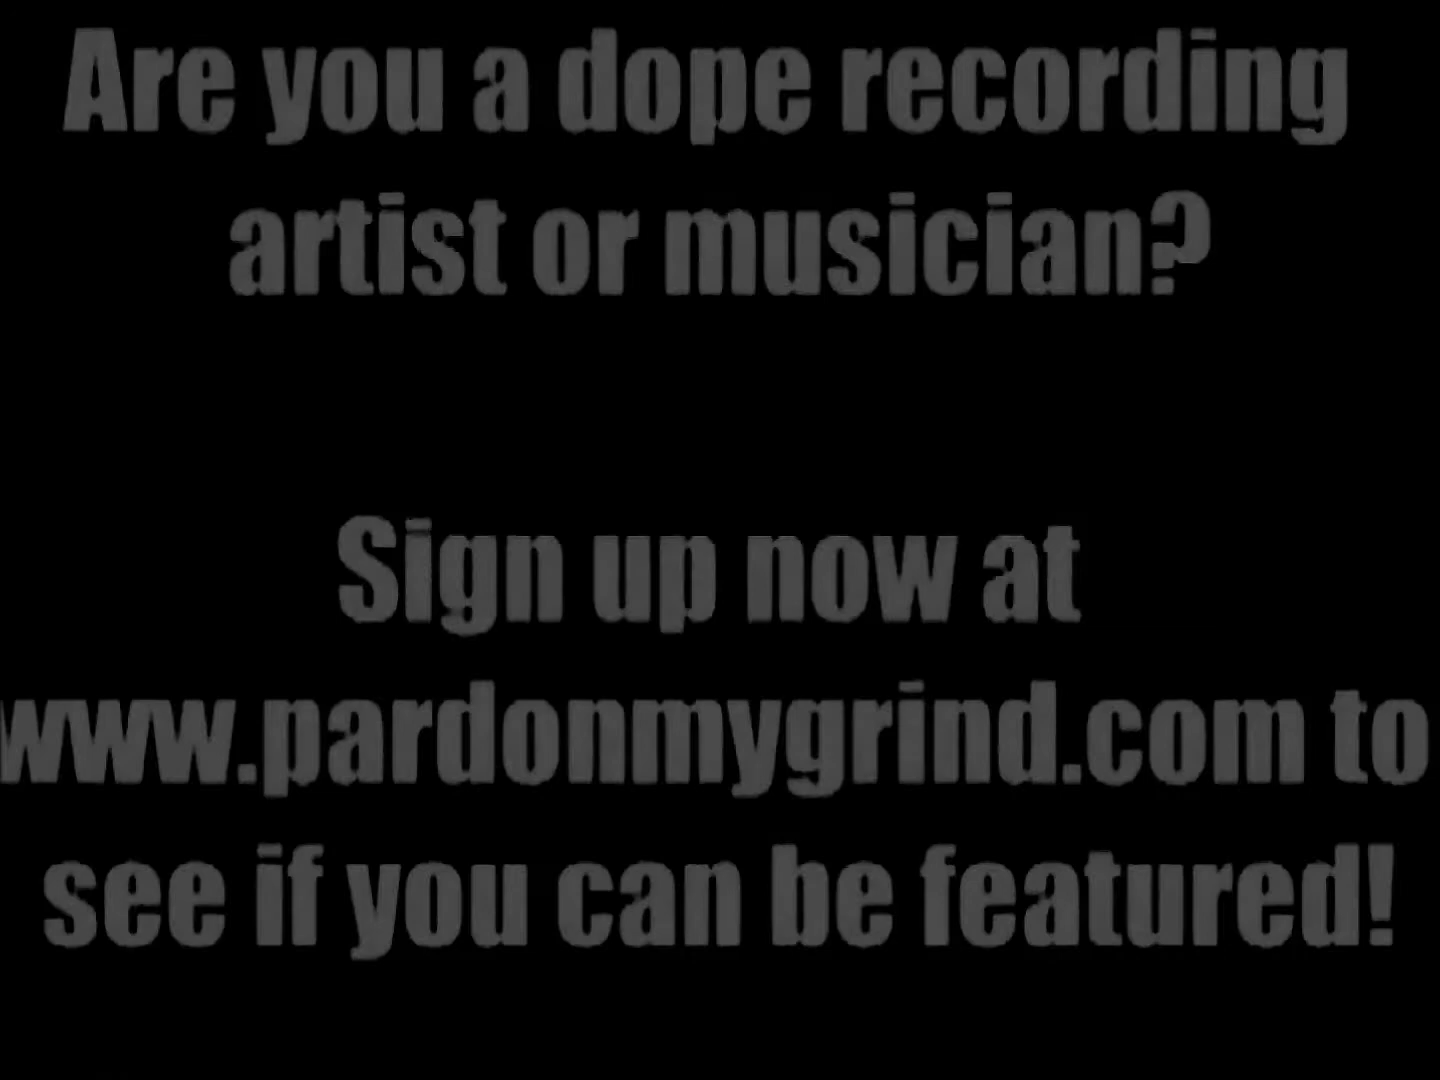 Are you a dope recording
artist or musician?
Sign up now at
www.pardonmygrind.com to
see if you can be featured!